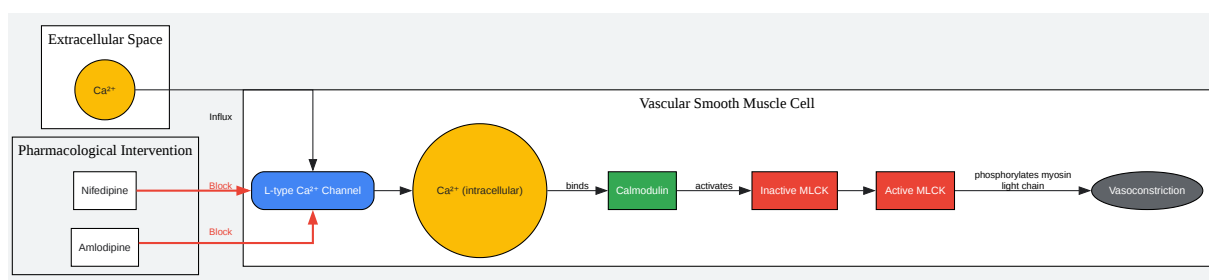 Extracellular Space
Ca²⁺
Vascular Smooth Muscle Cell
Influx
Pharmacological Intervention
Nifedipine
Block
L-type Ca²⁺ Channel
Ca²⁺ (intracellular)
binds
Calmodulin
activates
Inactive MLCK
Active MLCK
phosphorylates myosin
light chain
Vasoconstriction
Amlodipine
Block